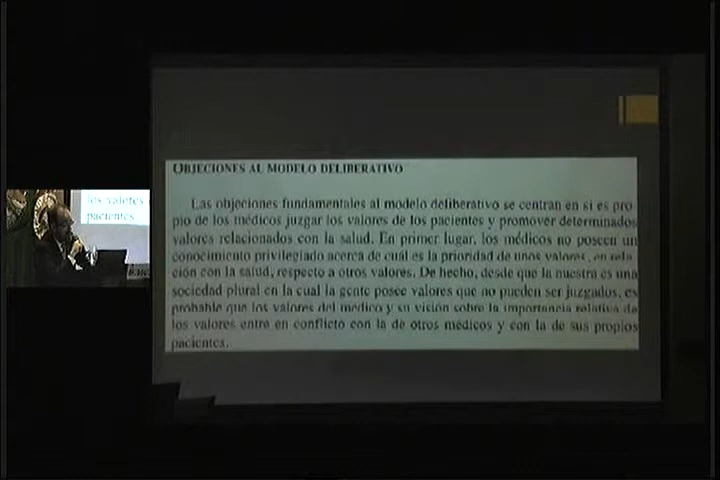 OBJECIONES AL MODELO DELIBERATIVO
Las objeciones fundamentales al modelo deliberativo se centran en si es pro
pio de los médicos juzgar los valores de los pacientes y promover determinados
valores relacionados con la salud. En primer lugar, los médicos no poseen un
conocimiento privilegiado acerca de cuál es la prioridad de unos valores, en rela
ción con la salud, respecto a otros valores. De hecho, desde que la nuestra es una
sociedad plural en la cual la gente posee valores que no pueden ser juzgados, es
probable que los valores del médico y su visión sobre la importancia relativa de
los valores entre en conflicto con la de otros médicos y con la de sus propios
pacientes.
los valores
pacientes